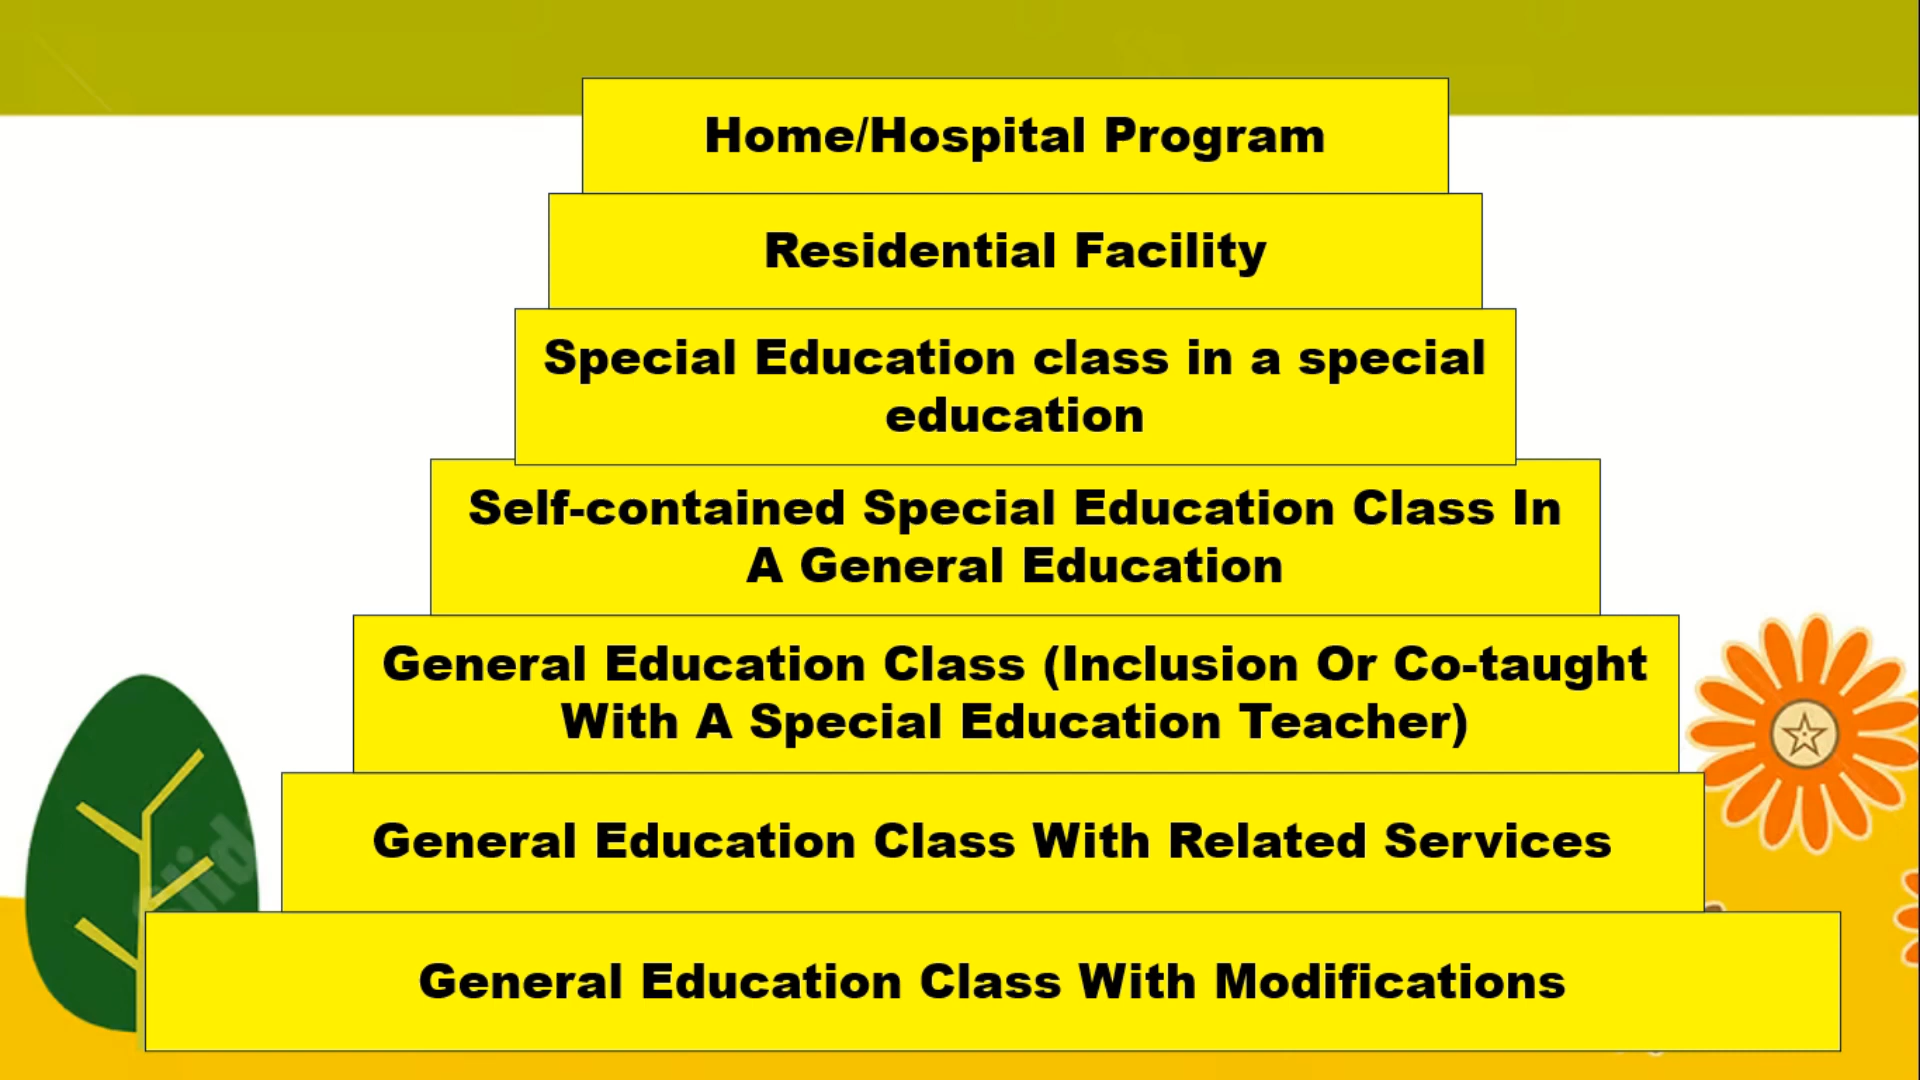 Home/Hospital Program
Residential Facility
Special Education class in a special
education
Self-contained Special Education Class In
A General Education
General Education Class (Inclusion Or Co-taught
With A Special Education Teacher)
General Education Class With Related Services
General Education Class With Modifications